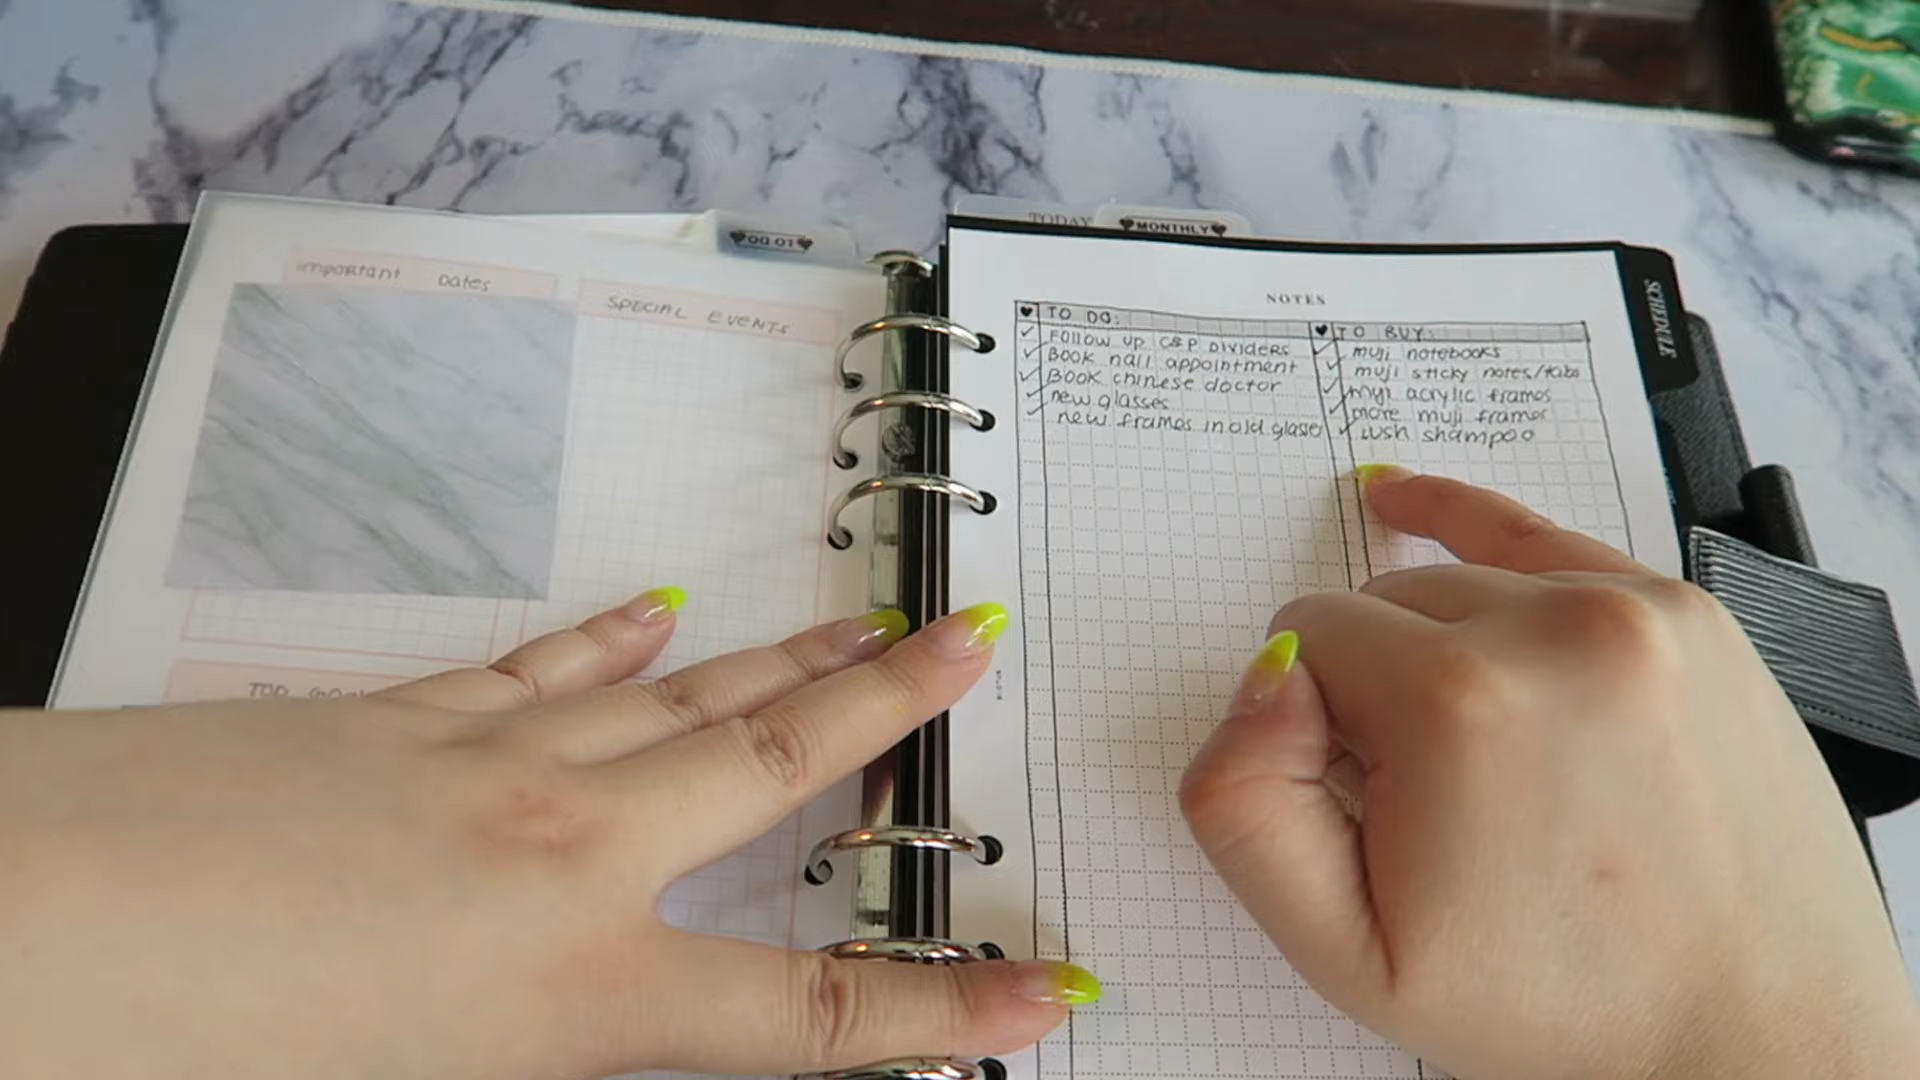 TO DO
TODAY
MONTHLY
SCHEDULE
important Dates
SPECIAL EVENTS
TOP
NOTES
TO DO:
Follow up C&P Dividers
Book nail appointment
Book chinese doctor
new glasses
new frames in old glasses
TO BUY:
muji notebooks
muji sticky notes/tabs
muji acrylic frames
more muji frames
Lush shampoo